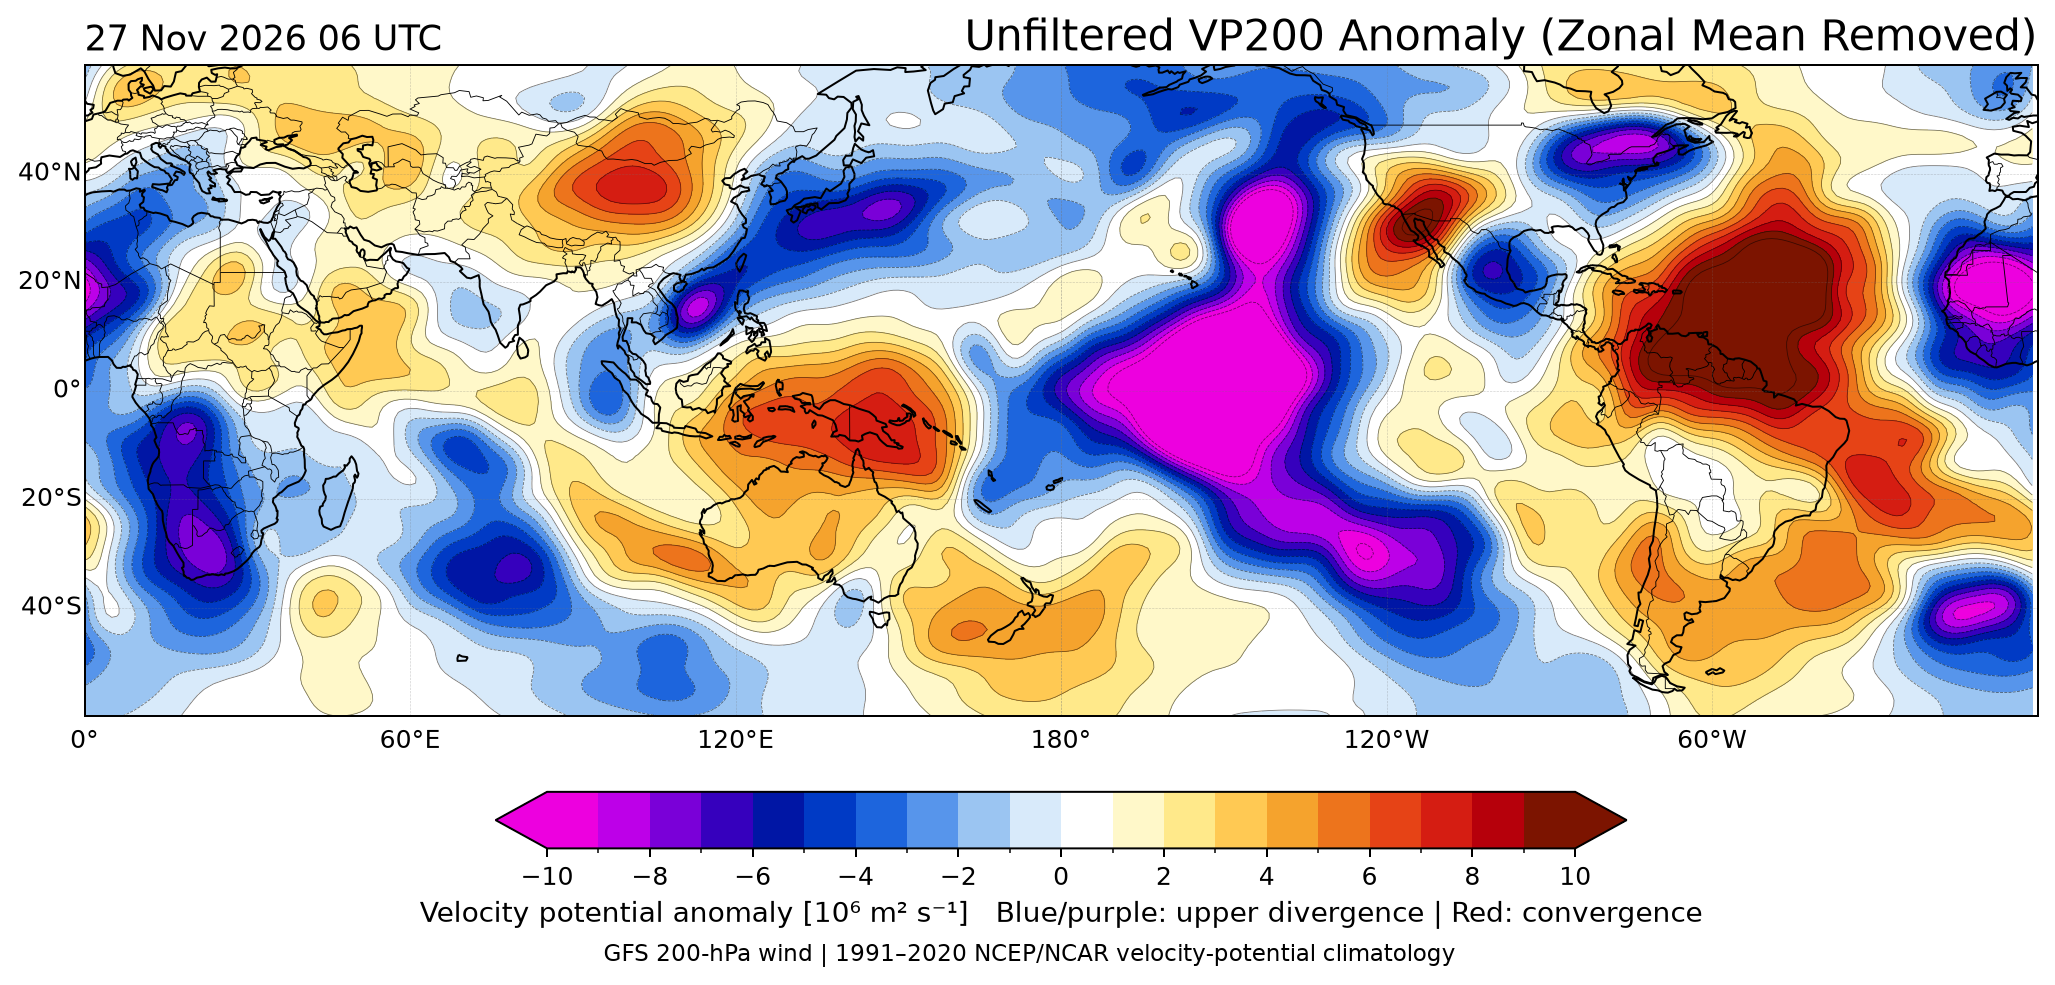 27 Nov 2026 06 UTC
Unfiltered VP200 Anomaly (Zonal Mean Removed)
40°N
20°N
0°
20°S
40°S
0° 60°E 120°E 180° 120°W 60°W
−10 −8 −6 −4 −2 0 2 4 6 8 10
Velocity potential anomaly [10⁶ m² s⁻¹] Blue/purple: upper divergence | Red: convergence
GFS 200-hPa wind | 1991–2020 NCEP/NCAR velocity-potential climatology